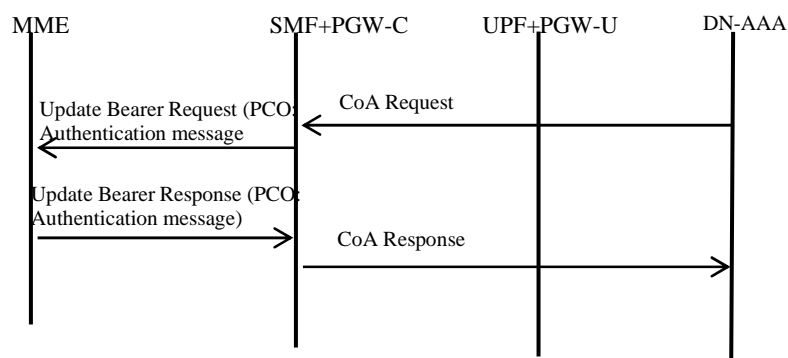 MME
SMF+PGW-C
UPF+PGW-U
DN-AAA
CoA Request
Update Bearer Request (PCO:
Authentication message
Update Bearer Response (PCO:
Authentication message)
CoA Response